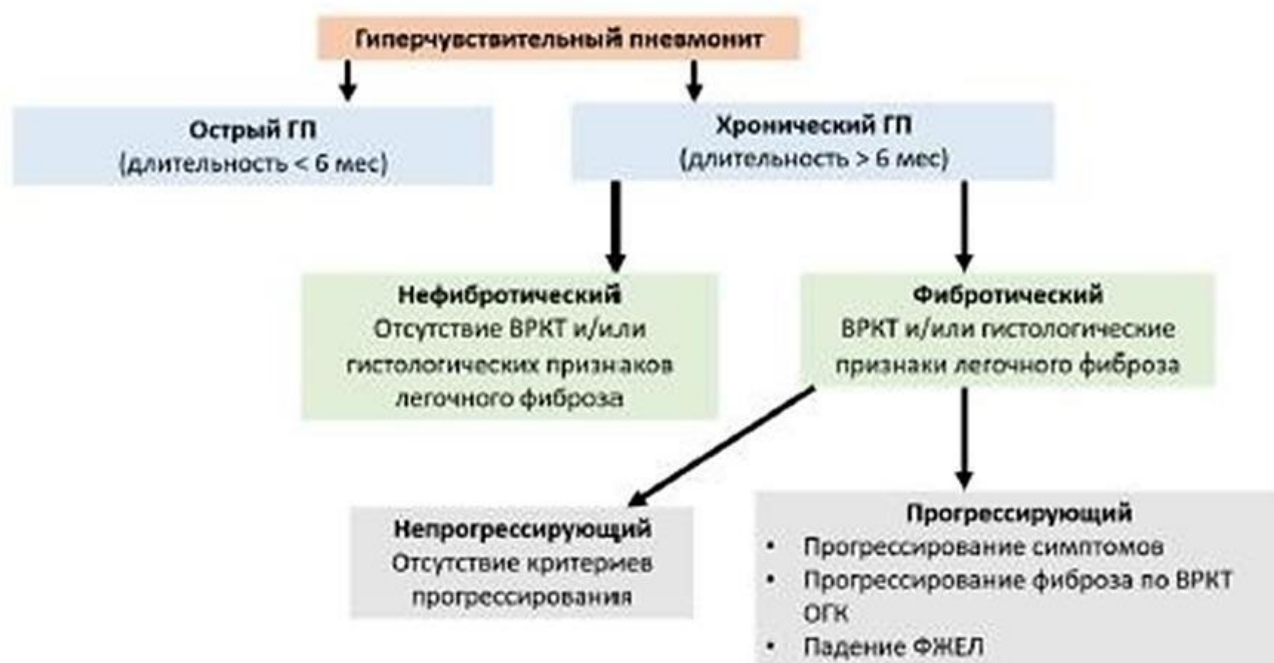 Гиперчувствительный пневмонит
Острый ГП
(длительность < 6 мес)
Хронический ГП
(длительность > 6 мес)
Нефибротический
Отсутствие ВРКТ и/или
гистологических признаков
легочного фиброза
Фибротический
ВРКТ и/или гистологические
признаки легочного фиброза
Непрогрессирующий
Отсутствие критериев
прогрессирования
Прогрессирующий
• Прогрессирование симптомов
• Прогрессирование фиброза по ВРКТ
ОГК
• Падение ФЖЕЛ